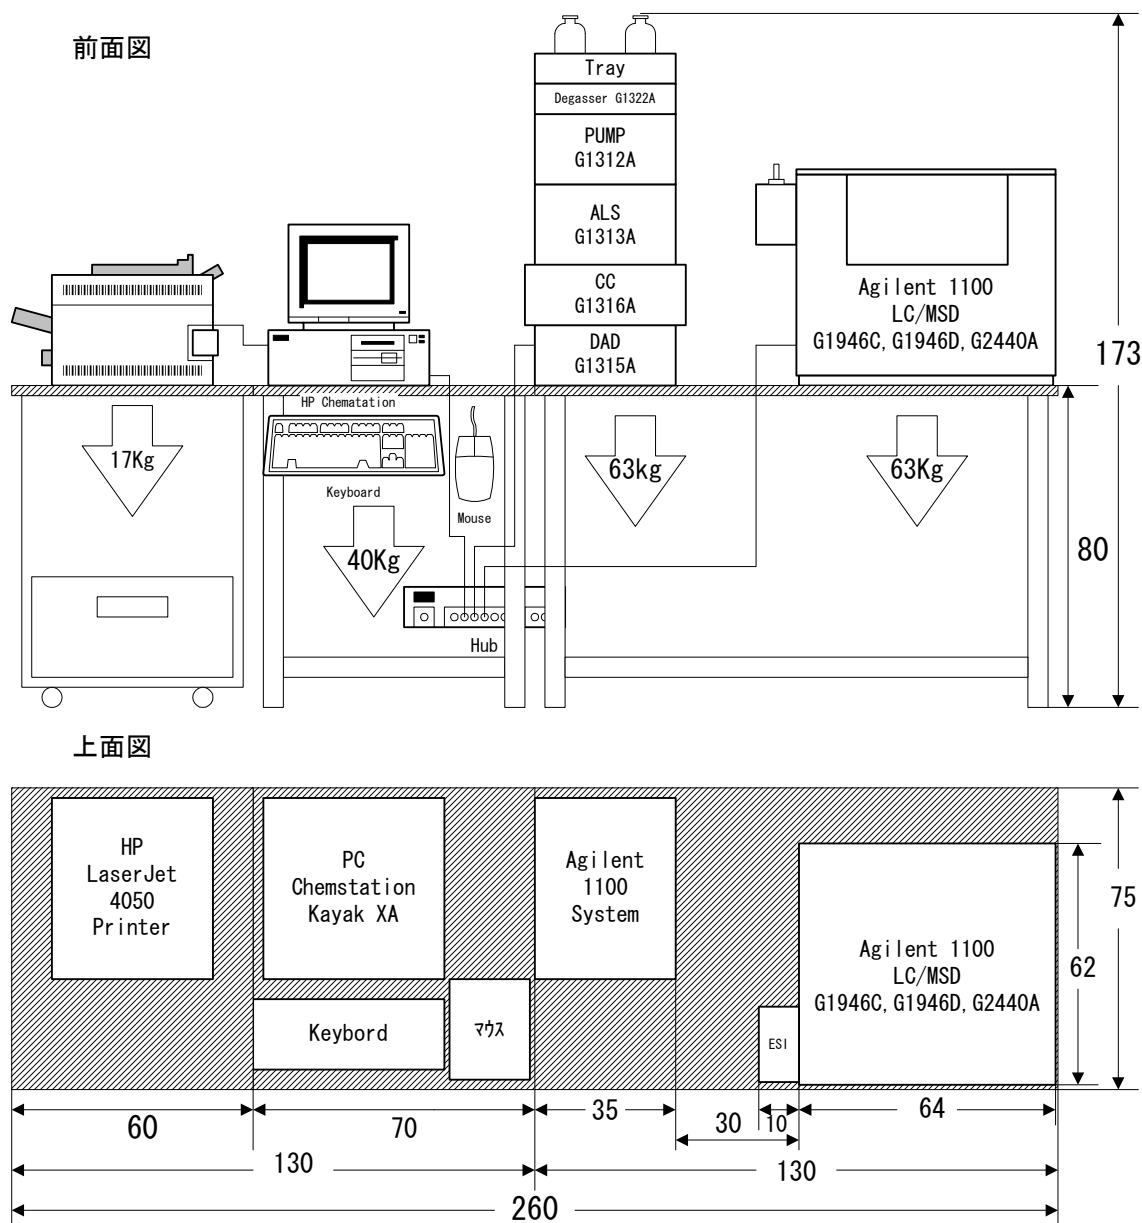 前面図
Tray
Degasser G1322A
PUMP
G1312A
ALS
G1313A
CC
G1316A
DAD
G1315A
Agilent 1100
LC/MSD
G1946C, G1946D, G2440A
173
HP Chematation
17Kg
Keyboard
Mouse
40Kg
63kg
63Kg
80
Hub
上面図
HP
LaserJet
4050
Printer
PC
Chemstation
Kayak XA
Agilent
1100
System
Agilent 1100
LC/MSD
G1946C, G1946D, G2440A
75
62
Keybord
マウス
ESI
60
70
35
30
10
64
130
130
260